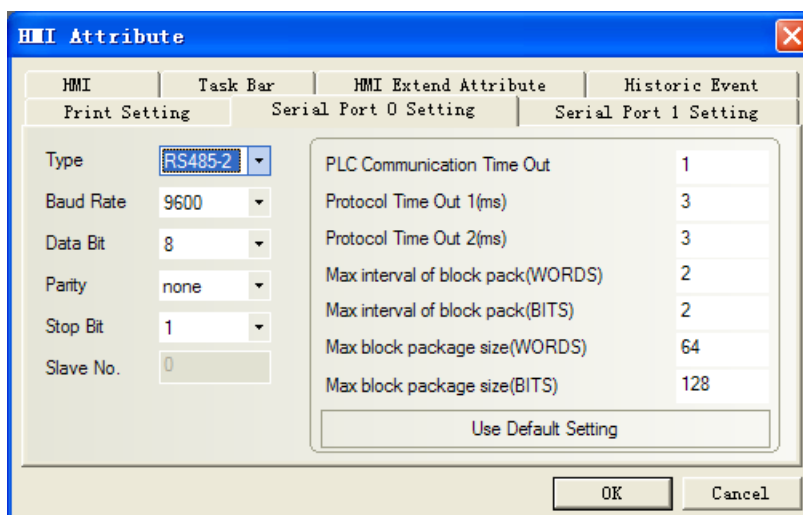 HMI Attribute
HMI Task Bar HMI Extend Attribute Historic Event
Print Setting Serial Port 0 Setting Serial Port 1 Setting
Type RS485-2
Baud Rate 9600
Data Bit 8
Parity none
Stop Bit 1
Slave No. 0
PLC Communication Time Out 1
Protocol Time Out 1(ms) 3
Protocol Time Out 2(ms) 3
Max interval of block pack(WORDS) 2
Max interval of block pack(BITS) 2
Max block package size(WORDS) 64
Max block package size(BITS) 128
Use Default Setting
OK Cancel